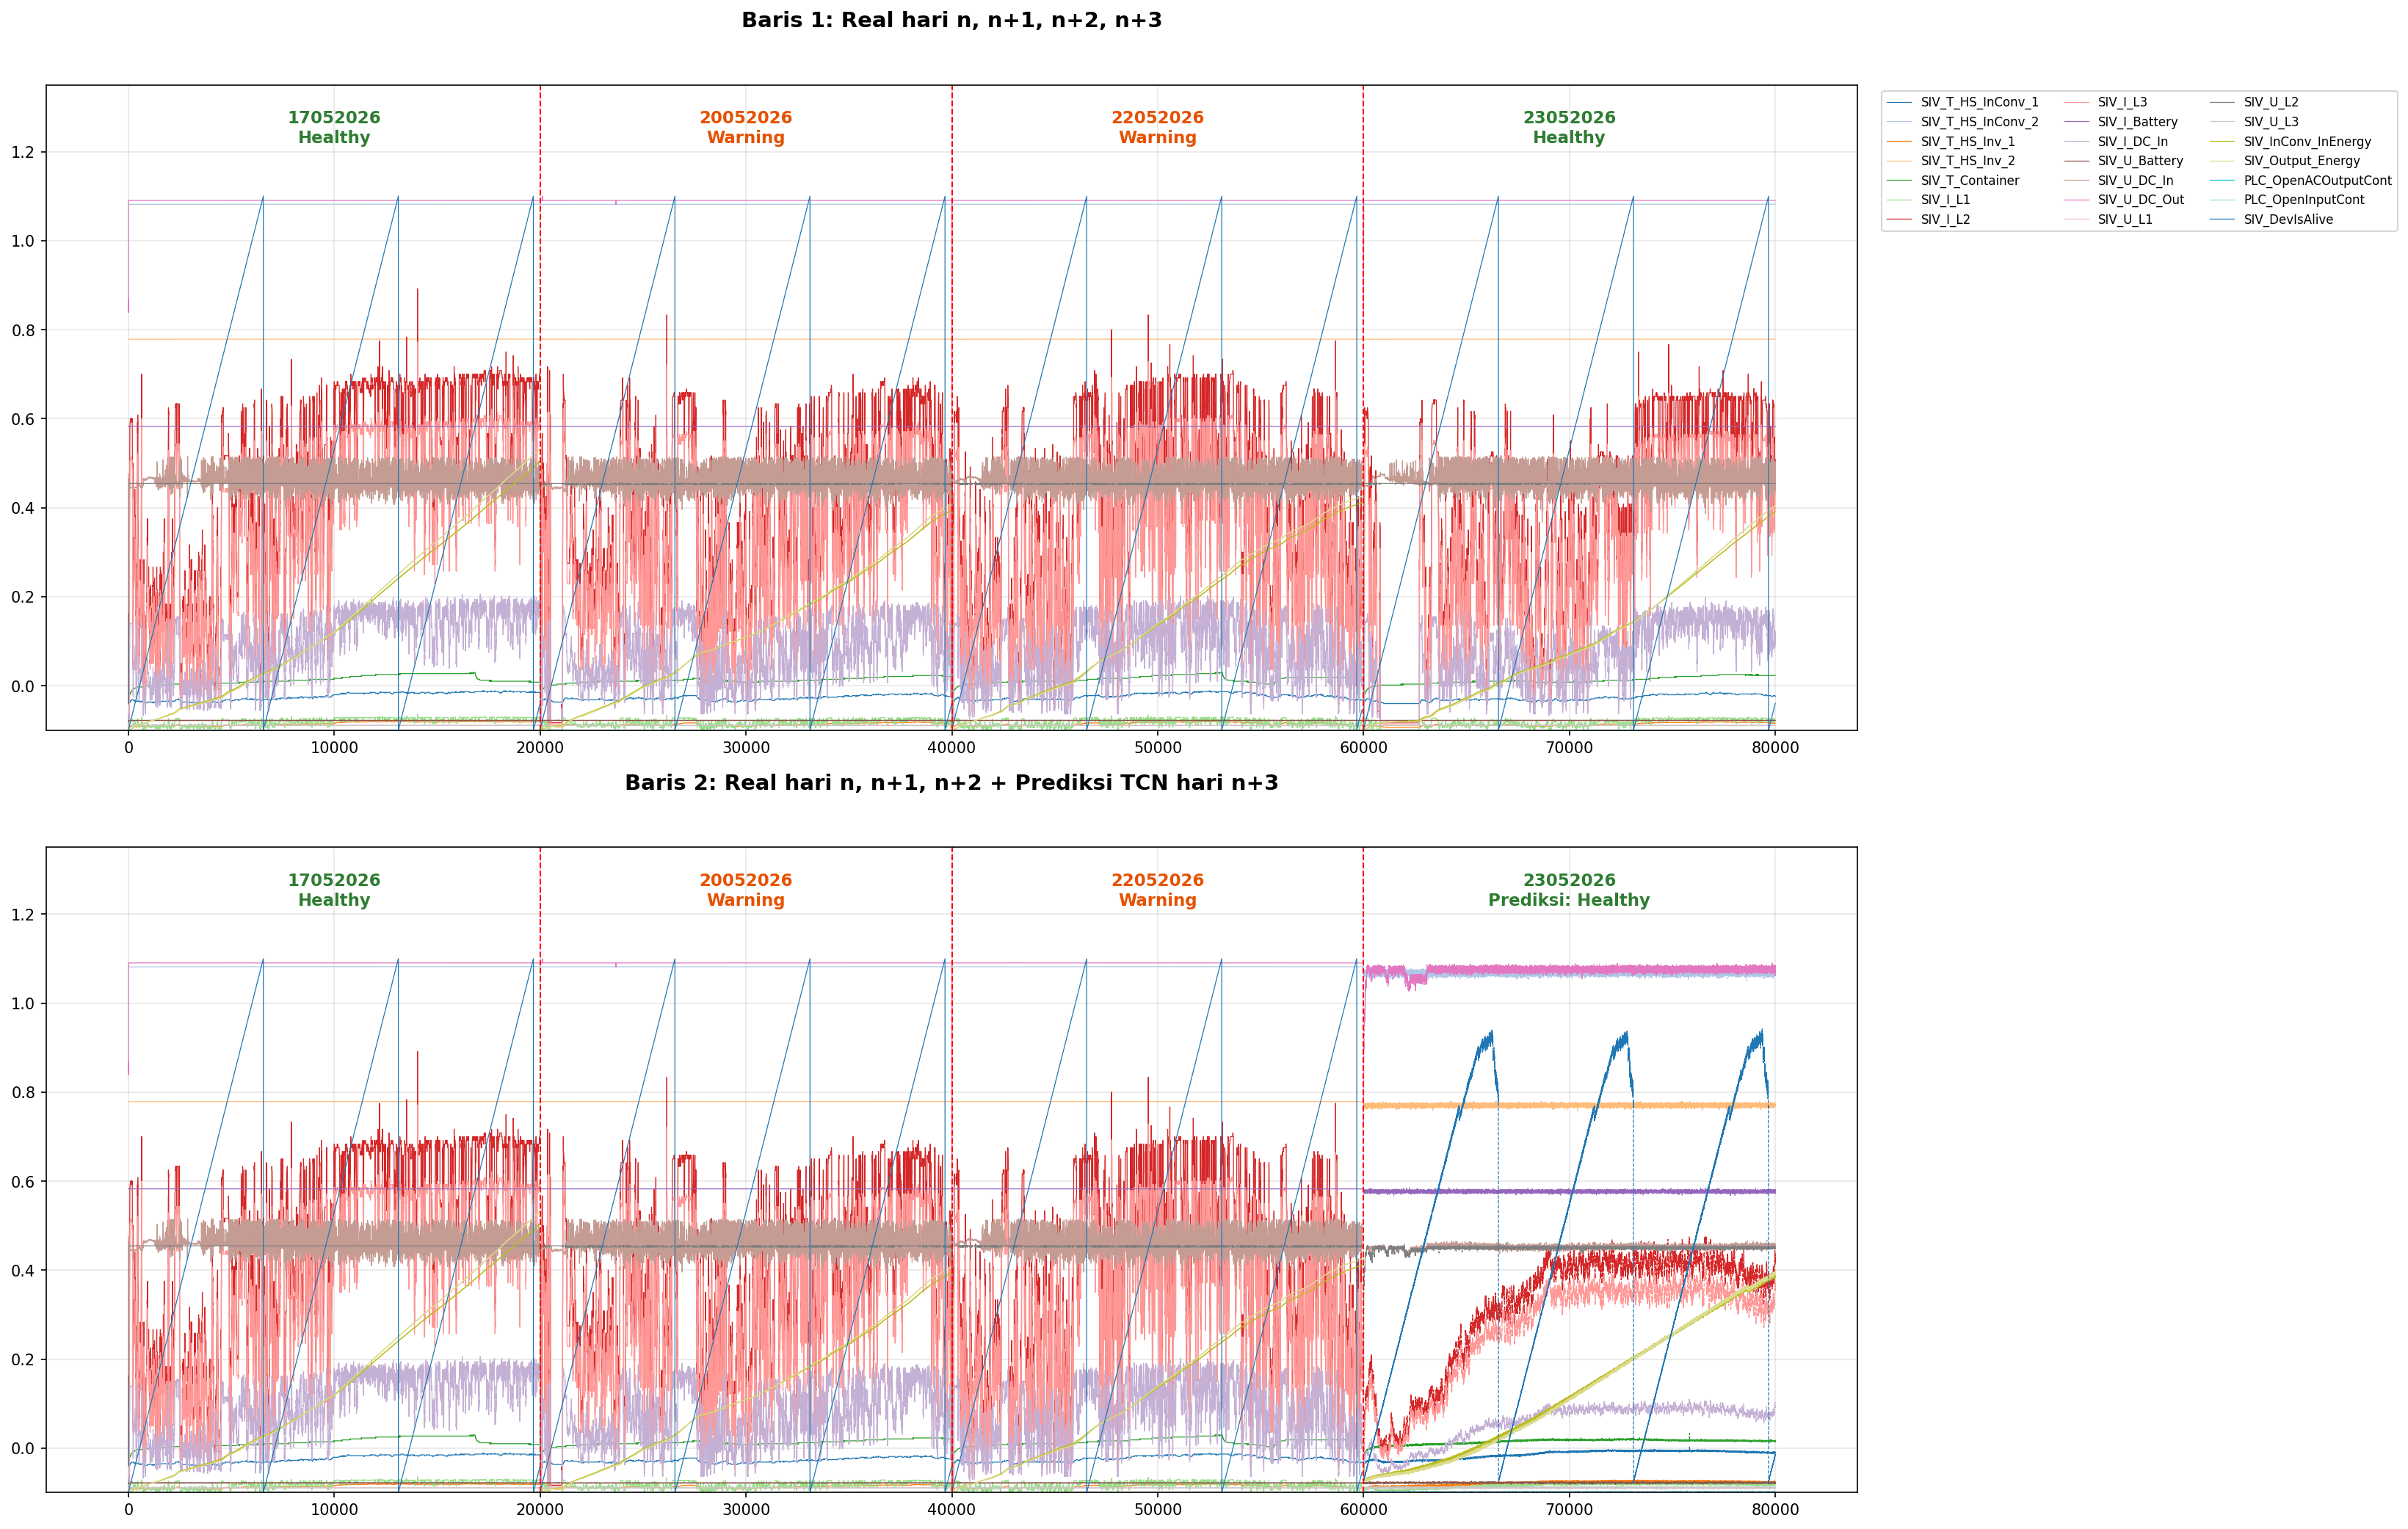 Baris 1: Real hari n, n+1, n+2, n+3
17052026
Healthy
20052026
Warning
22052026
Warning
23052026
Healthy
1.2
1.0
0.8
0.6
0.4
0.2
0.0
0 10000 20000 30000 40000 50000 60000 70000 80000
SIV_T_HS_InConv_1 SIV_I_L3 SIV_U_L2
SIV_T_HS_InConv_2 SIV_I_Battery SIV_U_L3
SIV_T_HS_Inv_1 SIV_I_DC_In SIV_InConv_InEnergy
SIV_T_HS_Inv_2 SIV_U_Battery SIV_Output_Energy
SIV_T_Container SIV_U_DC_In PLC_OpenACOutputCont
SIV_I_L1 SIV_U_DC_Out PLC_OpenInputCont
SIV_I_L2 SIV_U_L1 SIV_DevIsAlive
Baris 2: Real hari n, n+1, n+2 + Prediksi TCN hari n+3
17052026
Healthy
20052026
Warning
22052026
Warning
23052026
Prediksi: Healthy
1.2
1.0
0.8
0.6
0.4
0.2
0.0
0 10000 20000 30000 40000 50000 60000 70000 80000